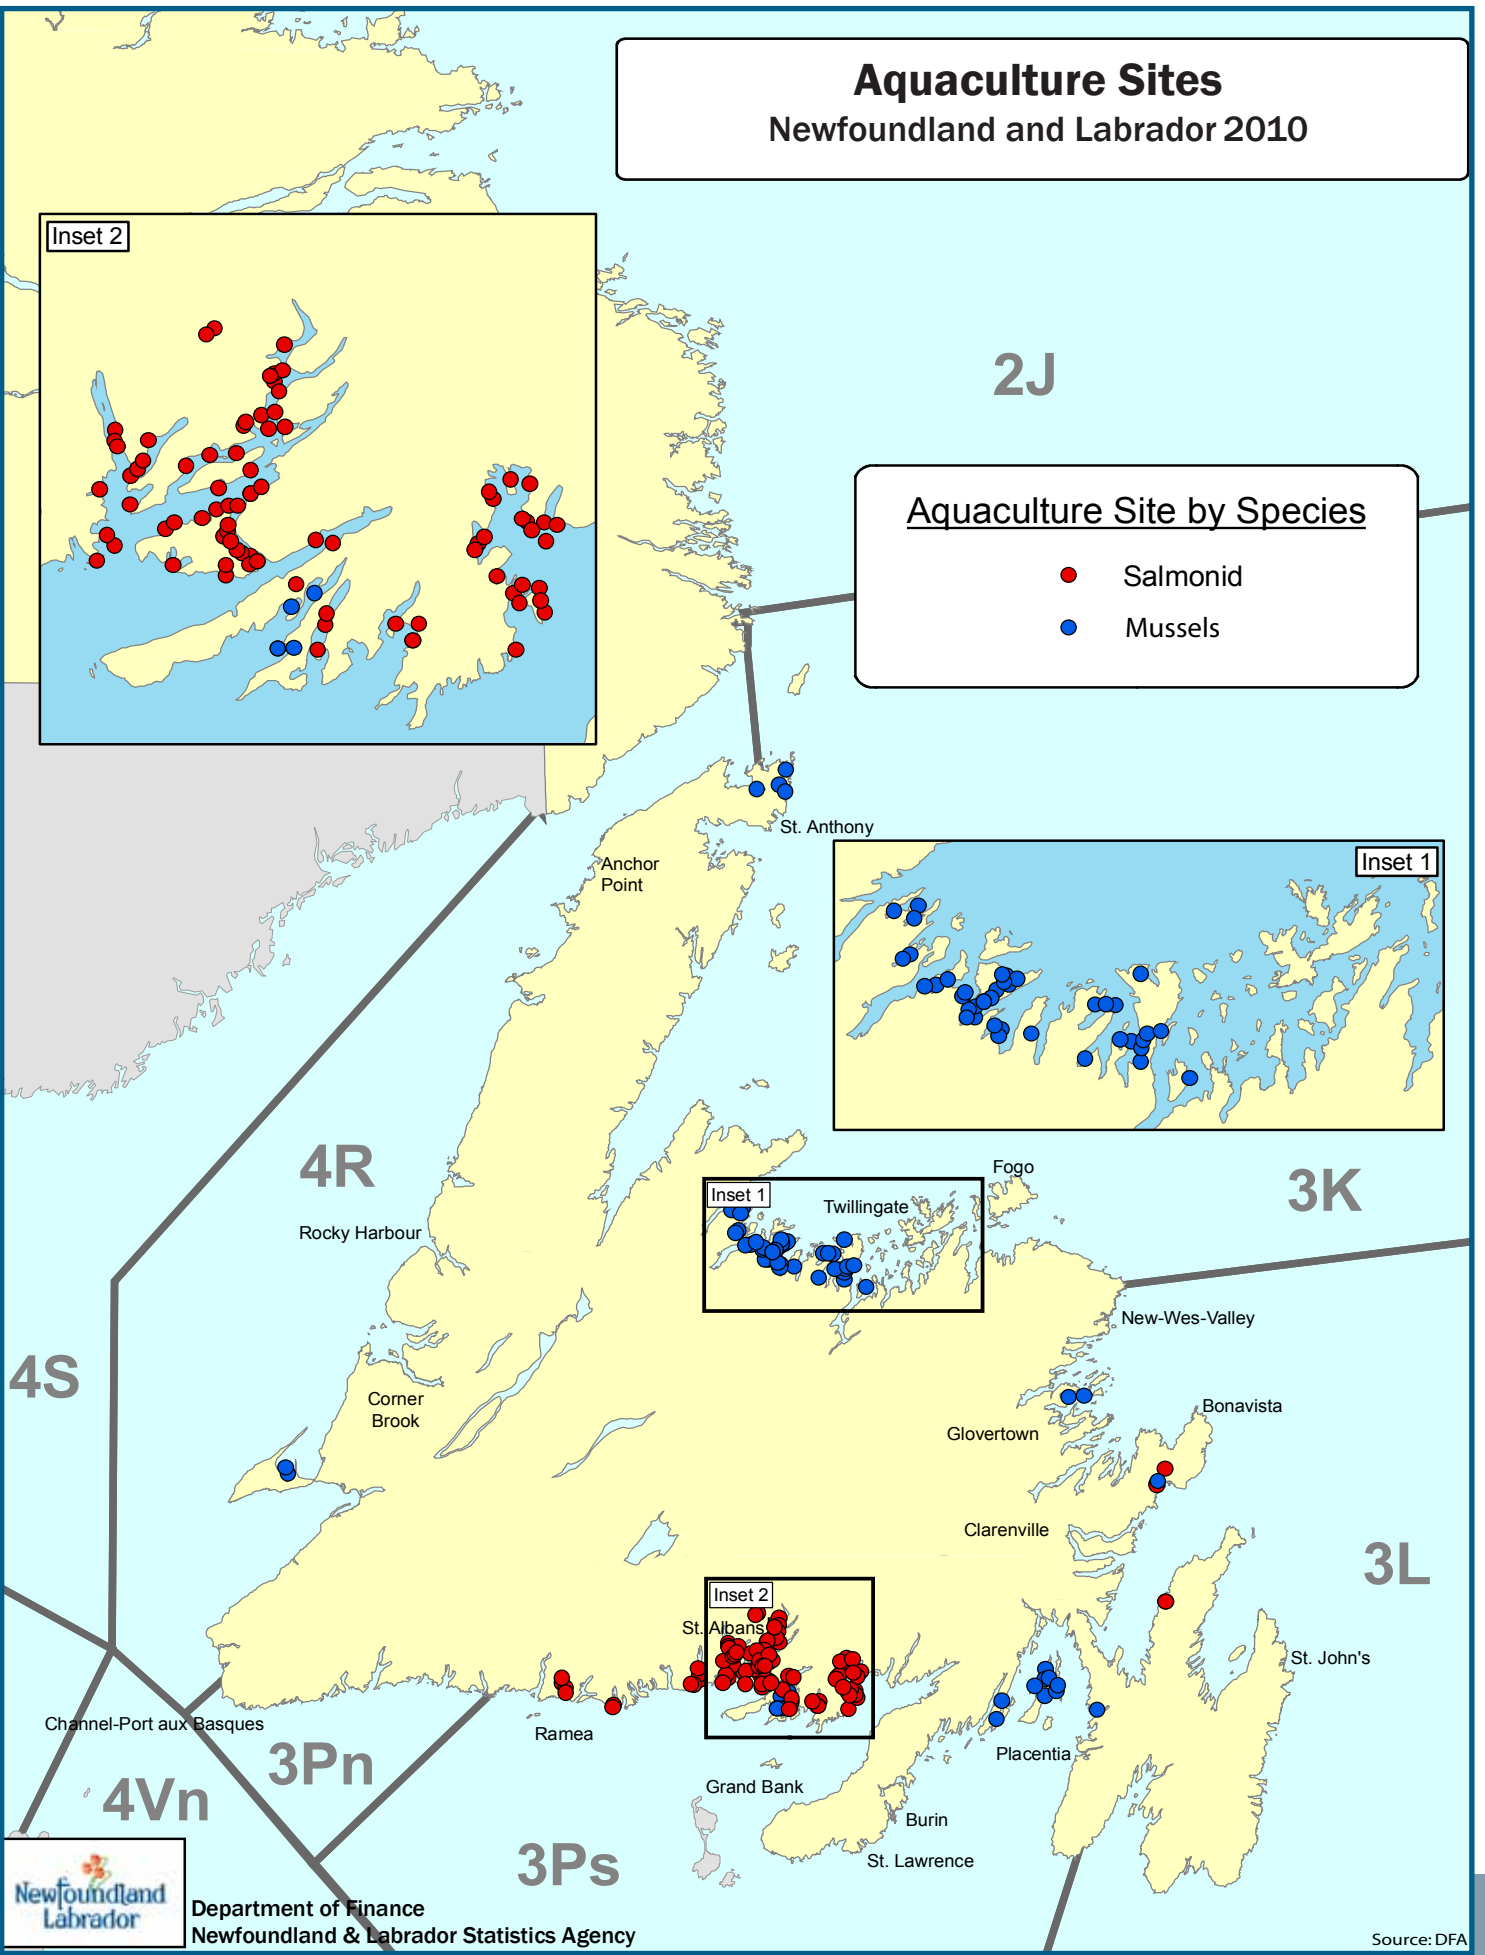 Aquaculture Sites
Newfoundland and Labrador 2010
Inset 2
2J
Aquaculture Site by Species
Salmonid
Mussels
St. Anthony
Anchor
Point
Inset 1
4R
Fogo
3K
Inset 1
Twillingate
Rocky Harbour
New-Wes-Valley
4S
Corner
Brook
Bonavista
Glovertown
Clarenville
3L
Inset 2
St. Albans
St. John's
Channel-Port aux Basques
Ramea
Placentia
3Pn
Grand Bank
4Vn
Burin
3Ps
St. Lawrence
Newfoundland
Labrador
Department of Finance
Newfoundland & Labrador Statistics Agency
Source: DFA